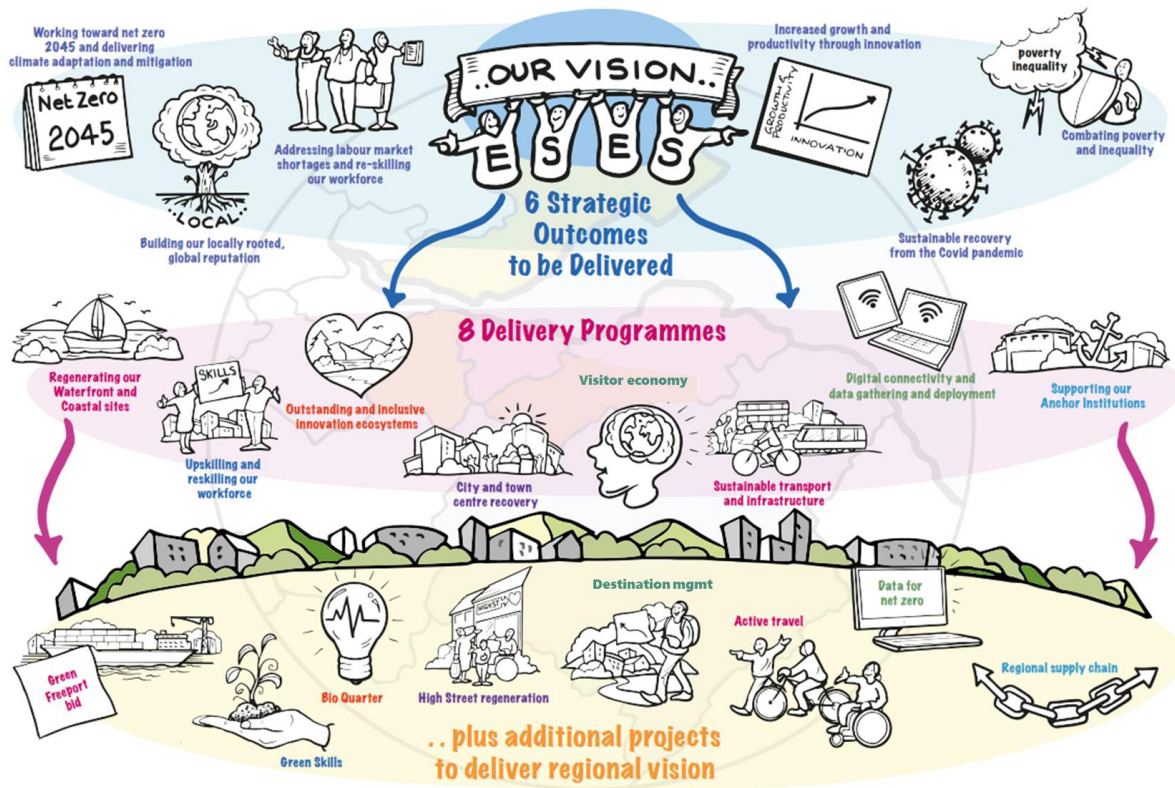 Working toward net zero
2045 and delivering
climate adaptation and mitigation
Net Zero
2045
LOCAL
Building our locally rooted,
global reputation
Addressing labour market
shortages and re-skilling
our workforce
..OUR VISION..
E S E S
6 Strategic
Outcomes
to be Delivered
Increased growth and
productivity through innovation
GROWTH &
PRODUCTIVITY
INNOVATION
Sustainable recovery
from the Covid pandemic
poverty
inequality
Combating poverty
and inequality
8 Delivery Programmes
Regenerating our
Waterfront and
Coastal sites
SKILLS
Upskilling and
reskilling our
workforce
Outstanding and inclusive
innovation ecosystems
City and town
centre recovery
Visitor economy
Sustainable transport
and infrastructure
Digital connectivity and
data gathering and deployment
Supporting our
Anchor Institutions
Green
Freeport
bid
Green Skills
Bio Quarter
High Street regeneration
Destination mgmt
Active travel
Data for
net zero
Regional supply chain
.. plus additional projects
to deliver regional vision